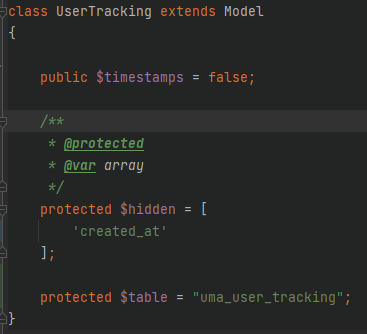 class UserTracking extends Model
{
public $timestamps = false;
/**
* @protected
* @var array
*/
protected $hidden = [
'created_at'
];
protected $table = "uma_user_tracking";
}